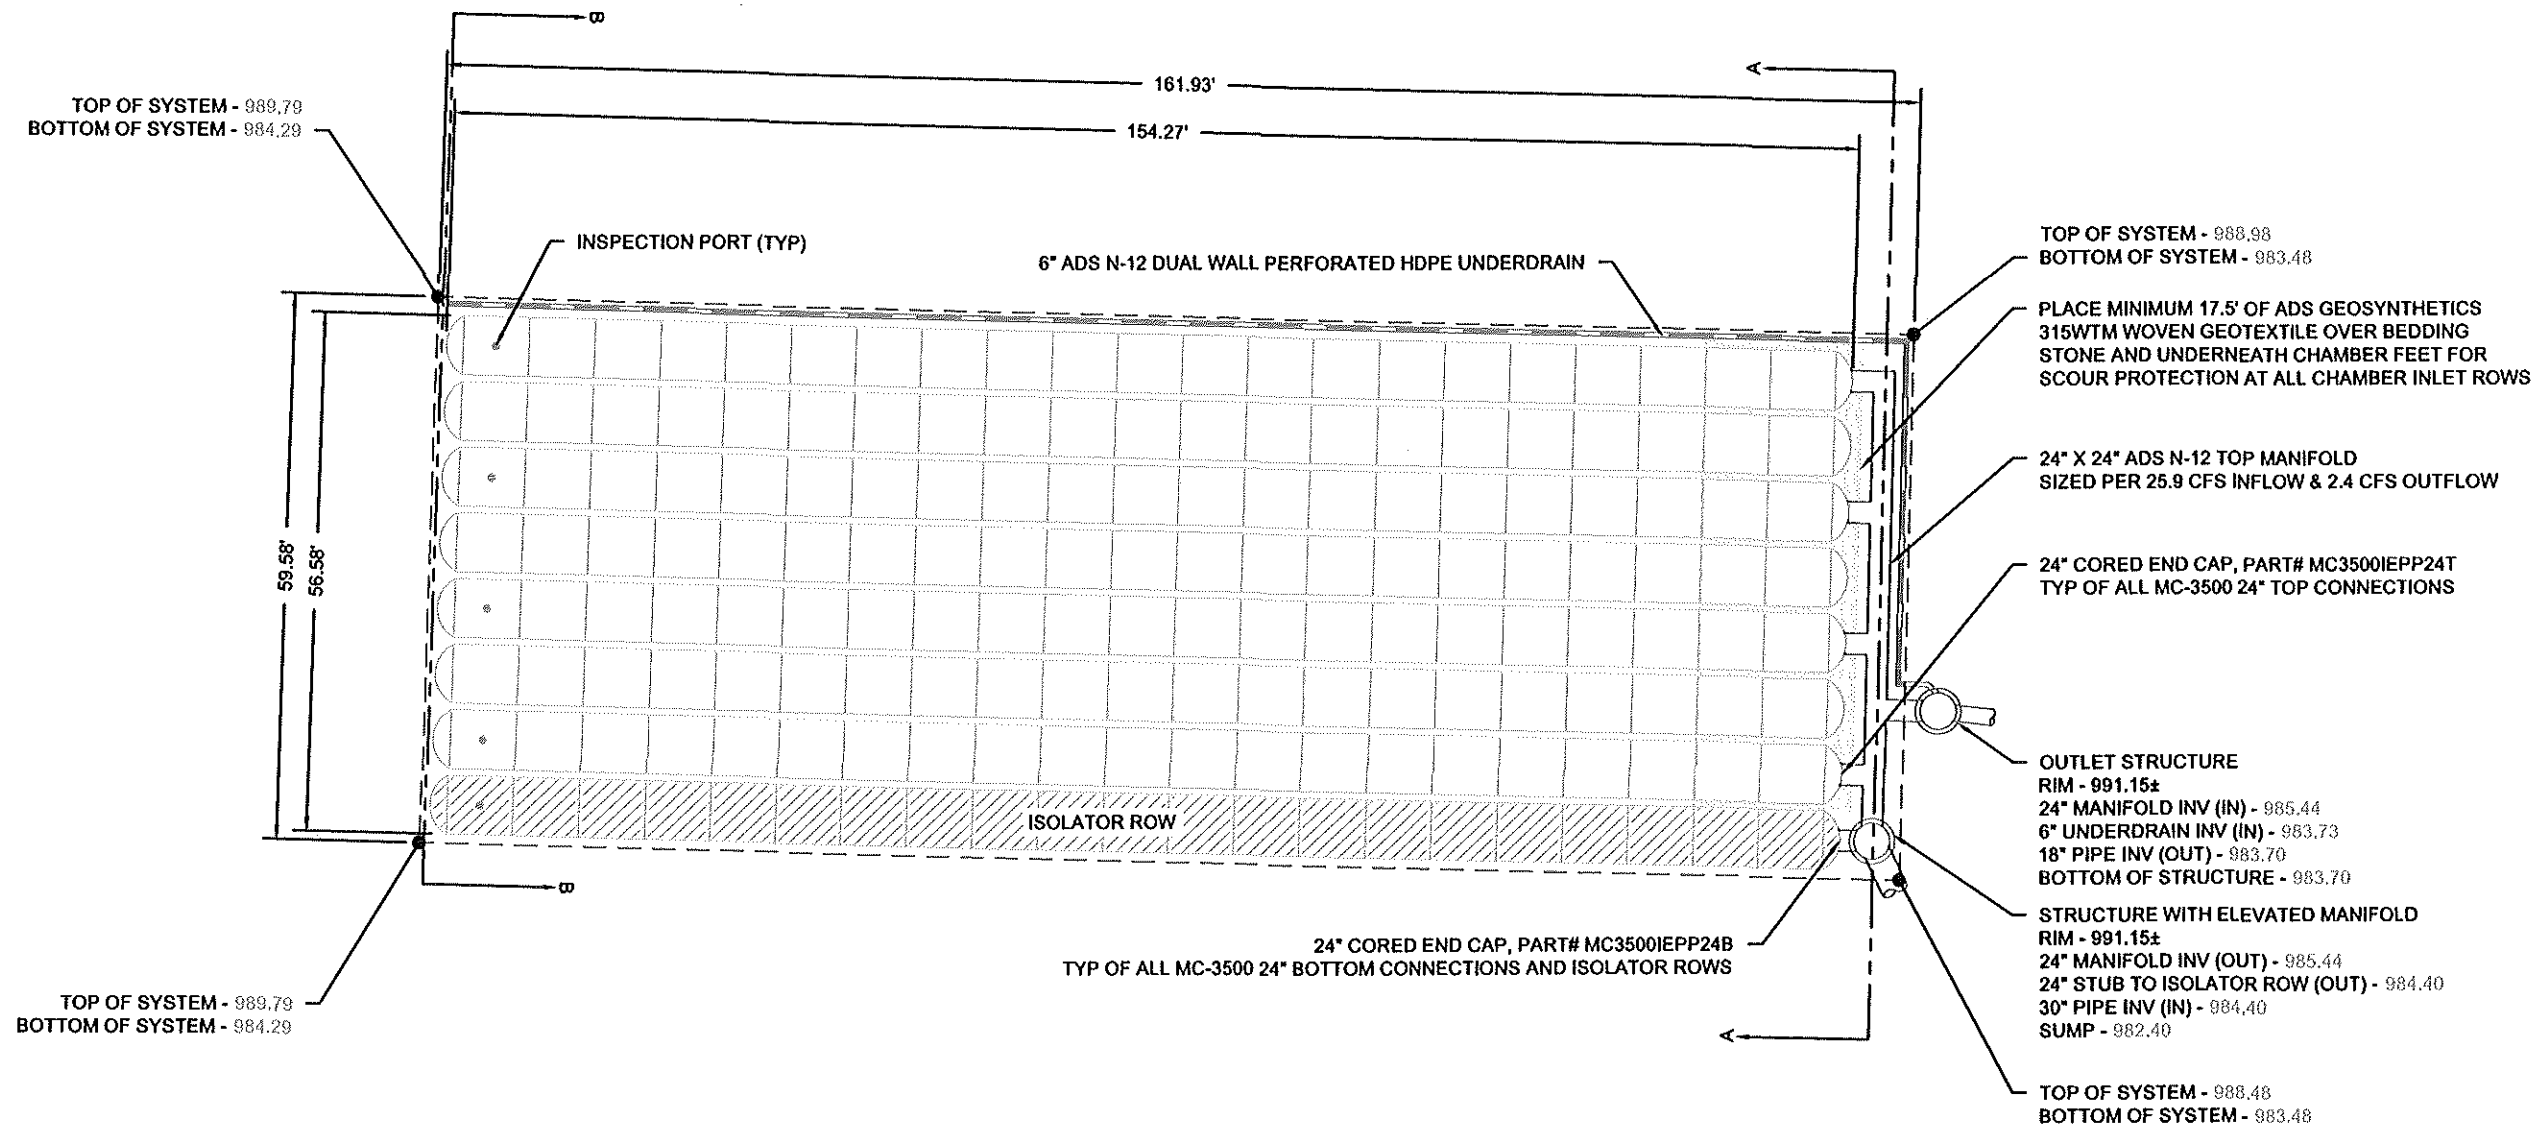 B
161.93'
A
TOP OF SYSTEM - 989.79
BOTTOM OF SYSTEM - 984.29
154.27'
INSPECTION PORT (TYP)
6" ADS N-12 DUAL WALL PERFORATED HDPE UNDERDRAIN
TOP OF SYSTEM - 988.98
BOTTOM OF SYSTEM - 983.48
PLACE MINIMUM 17.5' OF ADS GEOSYNTHETICS
315WTM WOVEN GEOTEXTILE OVER BEDDING
STONE AND UNDERNEATH CHAMBER FEET FOR
SCOUR PROTECTION AT ALL CHAMBER INLET ROWS
24" X 24" ADS N-12 TOP MANIFOLD
SIZED PER 25.9 CFS INFLOW & 2.4 CFS OUTFLOW
59.58'
56.58'
24" CORED END CAP, PART# MC3500IEPP24T
TYP OF ALL MC-3500 24" TOP CONNECTIONS
OUTLET STRUCTURE
RIM - 991.15±
24" MANIFOLD INV (IN) - 985.44
6" UNDERDRAIN INV (IN) - 983.73
18" PIPE INV (OUT) - 983.70
BOTTOM OF STRUCTURE - 983.70
ISOLATOR ROW
B
STRUCTURE WITH ELEVATED MANIFOLD
RIM - 991.15±
24" MANIFOLD INV (OUT) - 985.44
24" STUB TO ISOLATOR ROW (OUT) - 984.40
30" PIPE INV (IN) - 984.40
SUMP - 982.40
24" CORED END CAP, PART# MC3500IEPP24B
TYP OF ALL MC-3500 24" BOTTOM CONNECTIONS AND ISOLATOR ROWS
TOP OF SYSTEM - 989.79
BOTTOM OF SYSTEM - 984.29
A
TOP OF SYSTEM - 988.48
BOTTOM OF SYSTEM - 983.48